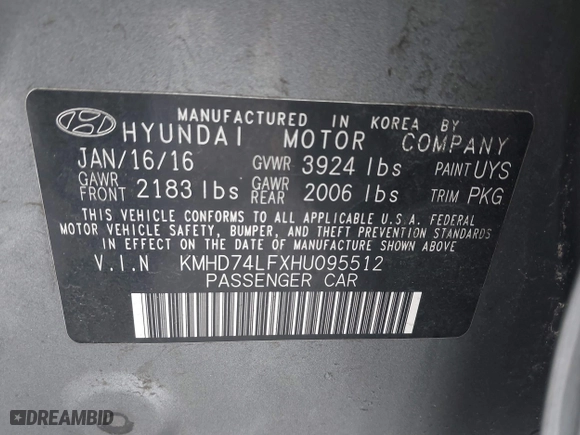 MANUFACTURED IN KOREA BY
HYUNDAI MOTOR COMPANY
JAN/16/16 GVWR 3924 lbs PAINT UYS
GAWR FRONT 2183 lbs GAWR REAR 2006 lbs TRIM PKG
THIS VEHICLE CONFORMS TO ALL APPLICABLE U.S.A. FEDERAL
MOTOR VEHICLE SAFETY, BUMPER, AND THEFT PREVENTION STANDARDS
IN EFFECT ON THE DATE OF MANUFACTURE SHOWN ABOVE.
V.I.N KMHD74LFXHU095512
PASSENGER CAR
DREAMBID